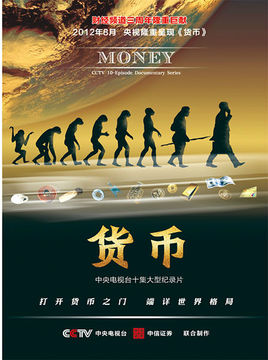 财经频道三周年隆重巨献
2012年8月 央视隆重呈现《货币》
MONEY
CCTV 10-Episode Documentary Series
货币
中央电视台十集大型纪录片
打开货币之门 端详世界格局
CCTV 中央电视台 中信证券 联合制作